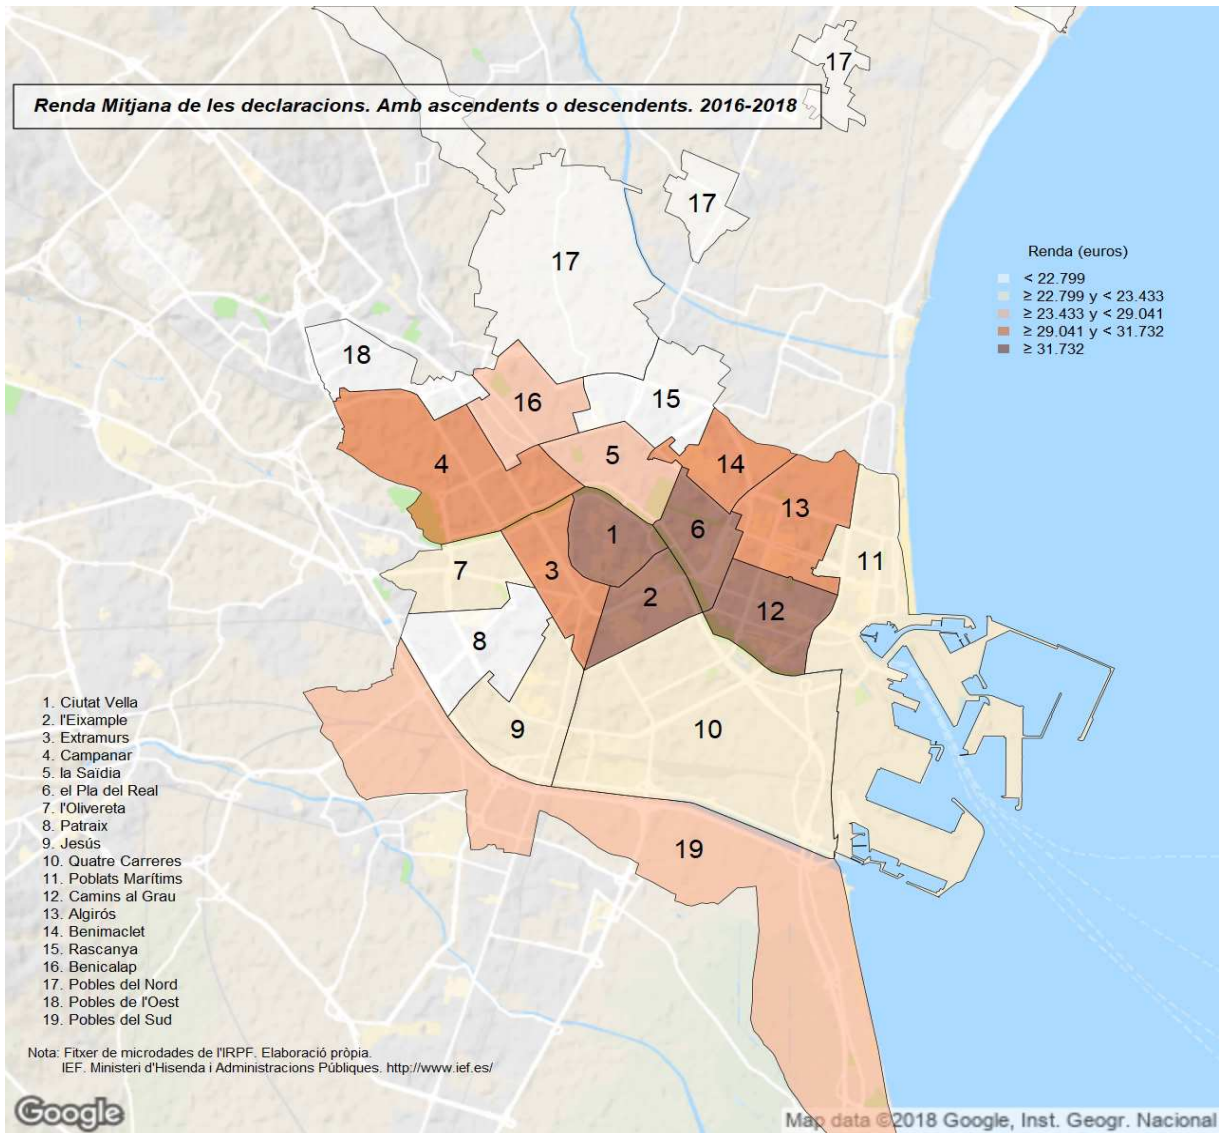 17
Renda Mitjana de les declaracions. Amb ascendents o descendents. 2016-2018
17
17
Renda (euros)
< 22.799
≥ 22.799 y < 23.433
≥ 23.433 y < 29.041
≥ 29.041 y < 31.732
≥ 31.732
18
16
15
5
4
14
13
1
6
11
7
3
2
12
8
9
10
19
1. Ciutat Vella
2. l'Eixample
3. Extramurs
4. Campanar
5. la Saïdia
6. el Pla del Real
7. l'Olivereta
8. Patraix
9. Jesús
10. Quatre Carreres
11. Poblats Marítims
12. Camins al Grau
13. Algirós
14. Benimaclet
15. Rascanya
16. Benicalap
17. Pobles del Nord
18. Pobles de l'Oest
19. Pobles del Sud
Nota: Fitxer de microdades de l'IRPF. Elaboració pròpia.
IEF. Ministeri d'Hisenda i Administracions Públiques. http://www.ief.es/
Google
Map data ©2018 Google, Inst. Geogr. Nacional